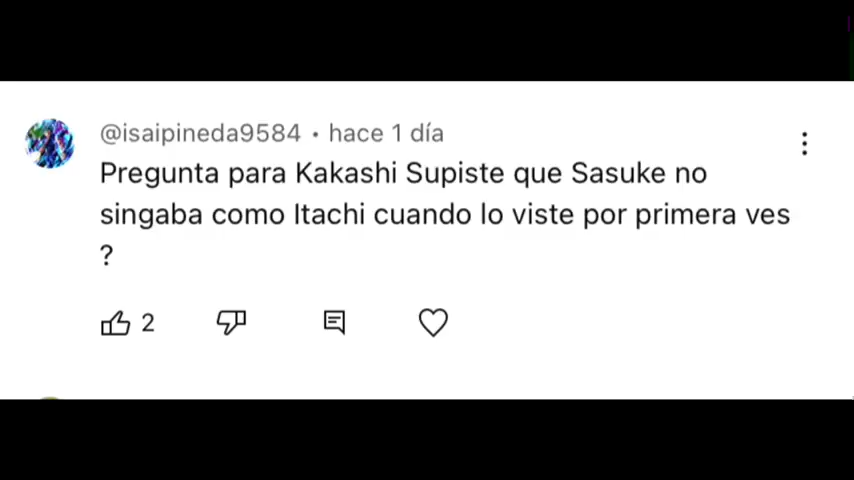 @isaipineda9584 • hace 1 día
Pregunta para Kakashi Supiste que Sasuke no
singaba como Itachi cuando lo viste por primera ves
?
2